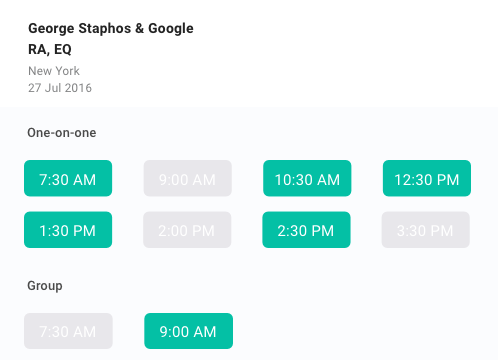 George Staphos & Google
RA, EQ
New York
27 Jul 2016
One-on-one
7:30 AM 9:00 AM 10:30 AM 12:30 PM
1:30 PM 2:00 PM 2:30 PM 3:30 PM
Group
7:30 AM 9:00 AM